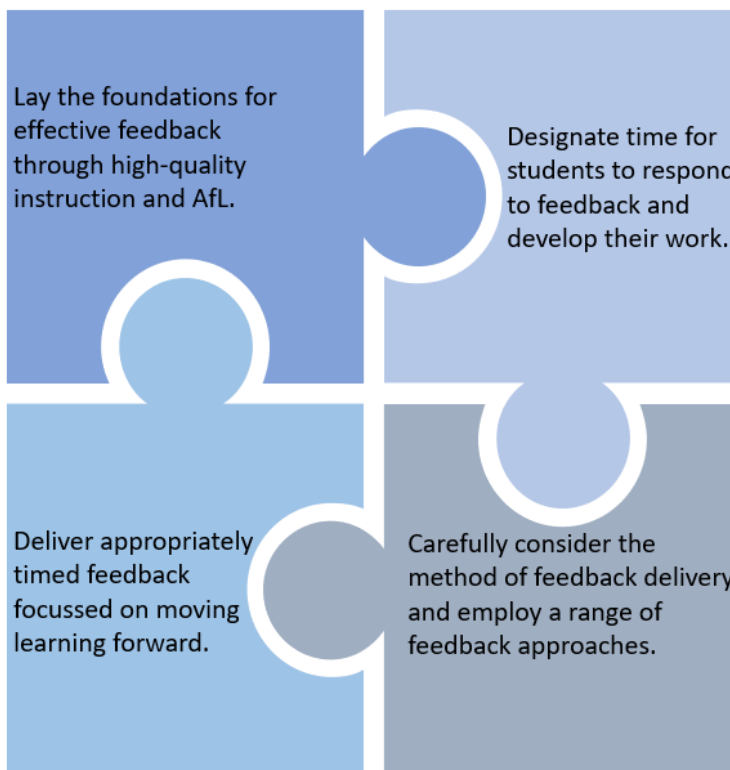 Lay the foundations for
effective feedback
through high-quality
instruction and AfL.
Designate time for
students to respond
to feedback and
develop their work.
Deliver appropriately
timed feedback
focussed on moving
learning forward.
Carefully consider the
method of feedback delivery
and employ a range of
feedback approaches.